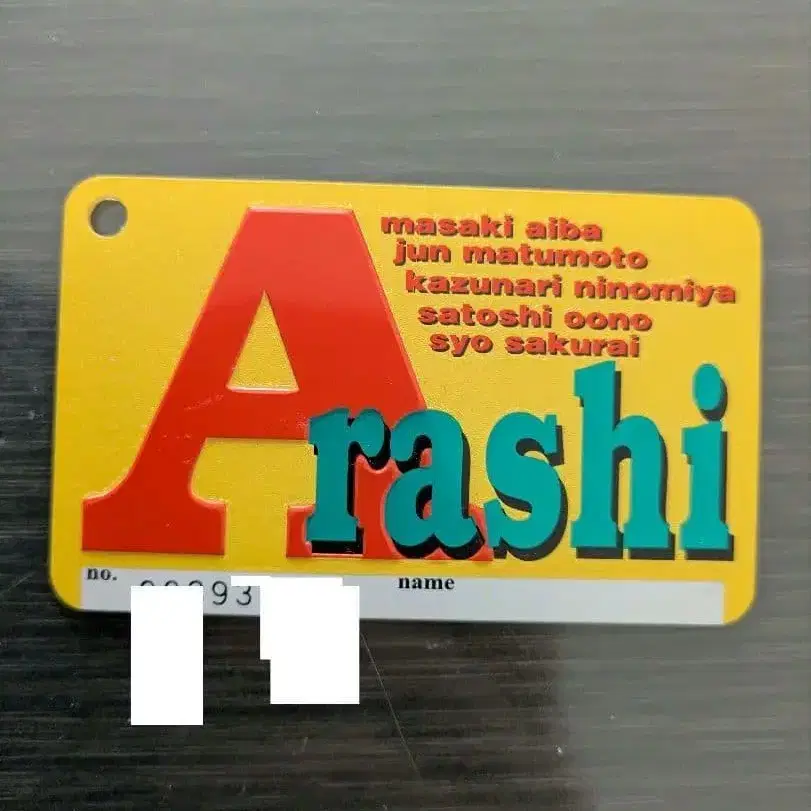 masaki aiba
jun matumoto
kazunari ninomiya
satoshi oono
syo sakurai
Arashi
no. name